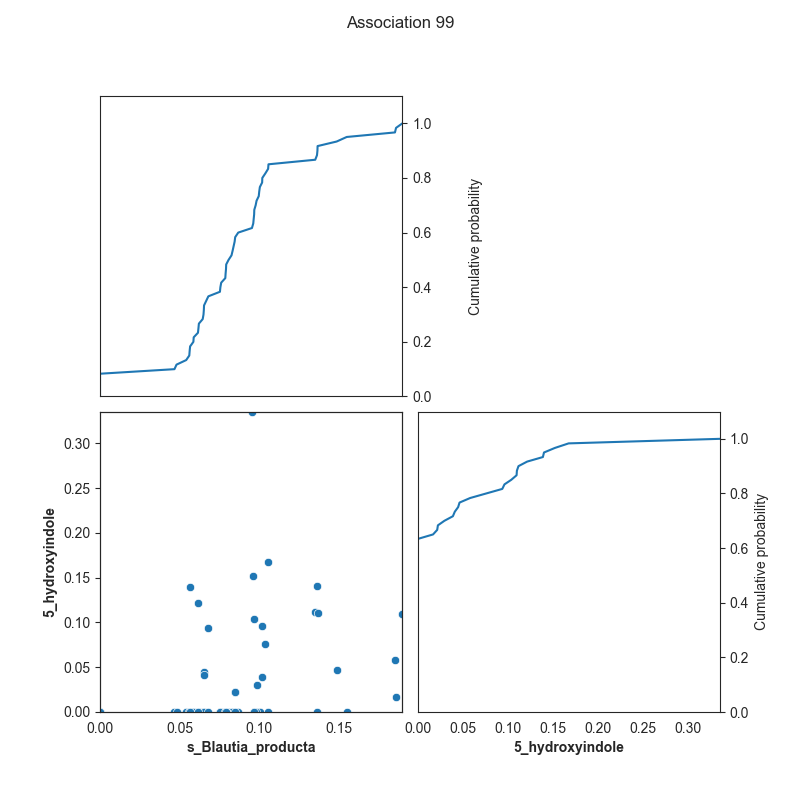 Association 99
1.0
0.8
0.6
0.4
0.2
0.0
Cumulative probability
0.30
0.25
0.20
0.15
0.10
0.05
0.00
5_hydroxyindole
0.00 0.05 0.10 0.15
s_Blautia_producta
1.0
0.8
0.6
0.4
0.2
0.0
Cumulative probability
0.00 0.05 0.10 0.15 0.20 0.25 0.30
5_hydroxyindole